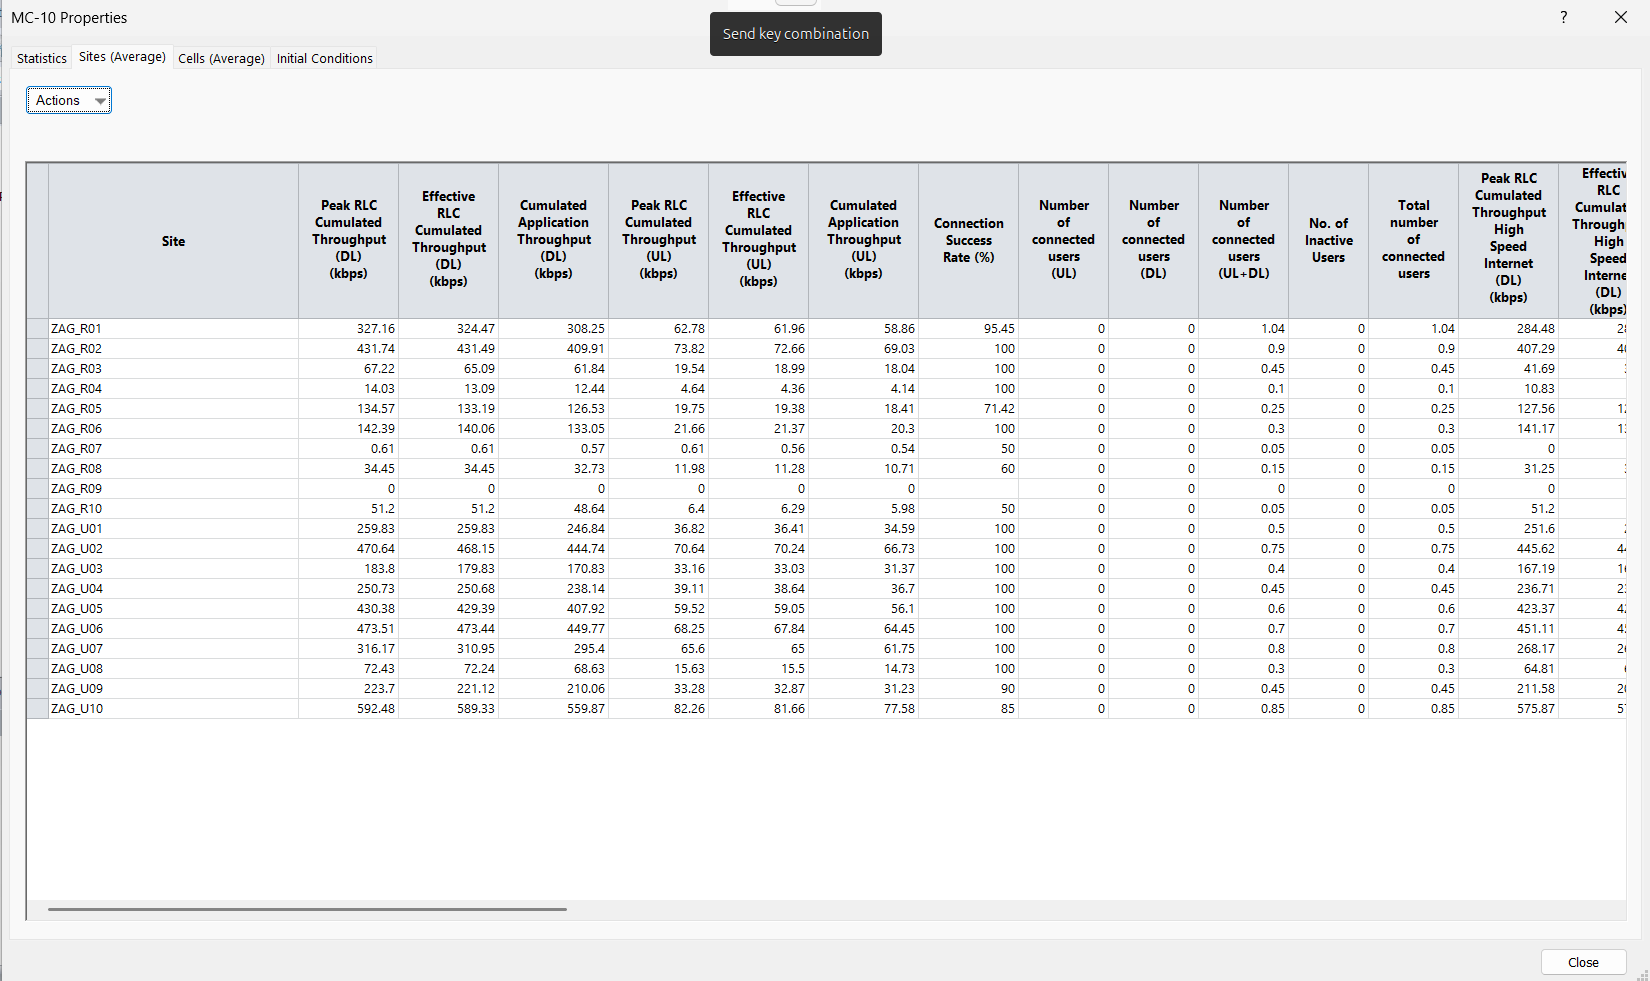 MC-10 Properties
Send key combination
Statistics Sites (Average) Cells (Average) Initial Conditions
Actions
Site
Peak RLC Cumulated Throughput (DL) (kbps)
Effective RLC Cumulated Throughput (DL) (kbps)
Cumulated Application Throughput (DL) (kbps)
Peak RLC Cumulated Throughput (UL) (kbps)
Effective RLC Cumulated Throughput (UL) (kbps)
Cumulated Application Throughput (UL) (kbps)
Connection Success Rate (%)
Number of connected users (UL)
Number of connected users (DL)
Number of connected users (UL+DL)
No. of Inactive Users
Total number of connected users
Peak RLC Cumulated Throughput High Speed Internet (DL) (kbps)
RLC High Speed (DL)
ZAG_R01 327.16 324.47 308.25 62.78 61.96 58.86 95.45 0 0 1.04 0 1.04 284.48
ZAG_R02 431.74 431.49 409.91 73.82 72.66 69.03 100 0 0 0.9 0 0.9 407.29
ZAG_R03 67.22 65.09 61.84 19.54 18.99 18.04 100 0 0 0.45 0 0.45 41.69
ZAG_R04 14.03 13.09 12.44 4.64 4.36 4.14 100 0 0 0.1 0 0.1 10.83
ZAG_R05 134.57 133.19 126.53 19.75 19.38 18.41 71.42 0 0 0.25 0 0.25 127.56
ZAG_R06 142.39 140.06 133.05 21.66 21.37 20.3 100 0 0 0.3 0 0.3 141.17
ZAG_R07 0.61 0.61 0.57 0.61 0.56 0.54 50 0 0 0.05 0 0.05 0
ZAG_R08 34.45 34.45 32.73 11.98 11.28 10.71 60 0 0 0.15 0 0.15 31.25
ZAG_R09 0 0 0 0 0 0 0 0 0 0 0 0
ZAG_R10 51.2 51.2 48.64 6.4 6.29 5.98 50 0 0 0.05 0 0.05 51.2
ZAG_U01 259.83 259.83 246.84 36.82 36.41 34.59 100 0 0 0.5 0 0.5 251.6
ZAG_U02 470.64 468.15 444.74 70.64 70.24 66.73 100 0 0 0.75 0 0.75 445.62
ZAG_U03 183.8 179.83 170.83 33.16 33.03 31.37 100 0 0 0.4 0 0.4 167.19
ZAG_U04 250.73 250.68 238.14 39.11 38.64 36.7 100 0 0 0.45 0 0.45 236.71
ZAG_U05 430.38 429.39 407.92 59.52 59.05 56.1 100 0 0 0.6 0 0.6 423.37
ZAG_U06 473.51 473.44 449.77 68.25 67.84 64.45 100 0 0 0.7 0 0.7 451.11
ZAG_U07 316.17 310.95 295.4 65.6 65 61.75 100 0 0 0.8 0 0.8 268.17
ZAG_U08 72.43 72.24 68.63 15.63 15.5 14.73 100 0 0 0.3 0 0.3 64.81
ZAG_U09 223.7 221.12 210.06 33.28 32.87 31.23 90 0 0 0.45 0 0.45 211.58
ZAG_U10 592.48 589.33 559.87 82.26 81.66 77.58 85 0 0 0.85 0 0.85 575.87
Close